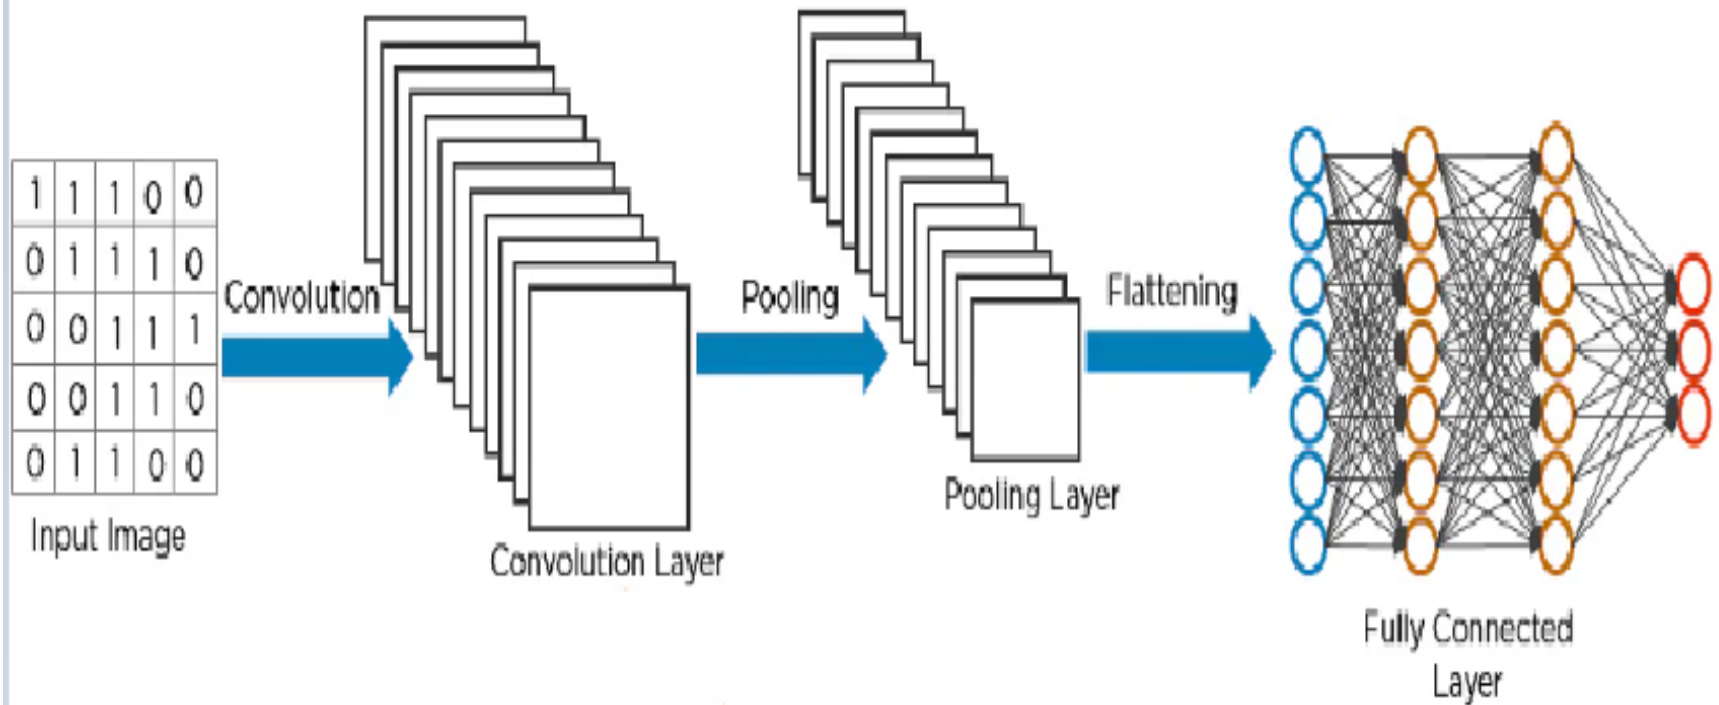 1 1 1 0 0
0 1 1 1 0
0 0 1 1 1
0 0 1 1 0
0 1 1 0 0
Input Image
Convolution
Convolution Layer
Pooling
Pooling Layer
Flattening
Fully Connected
Layer